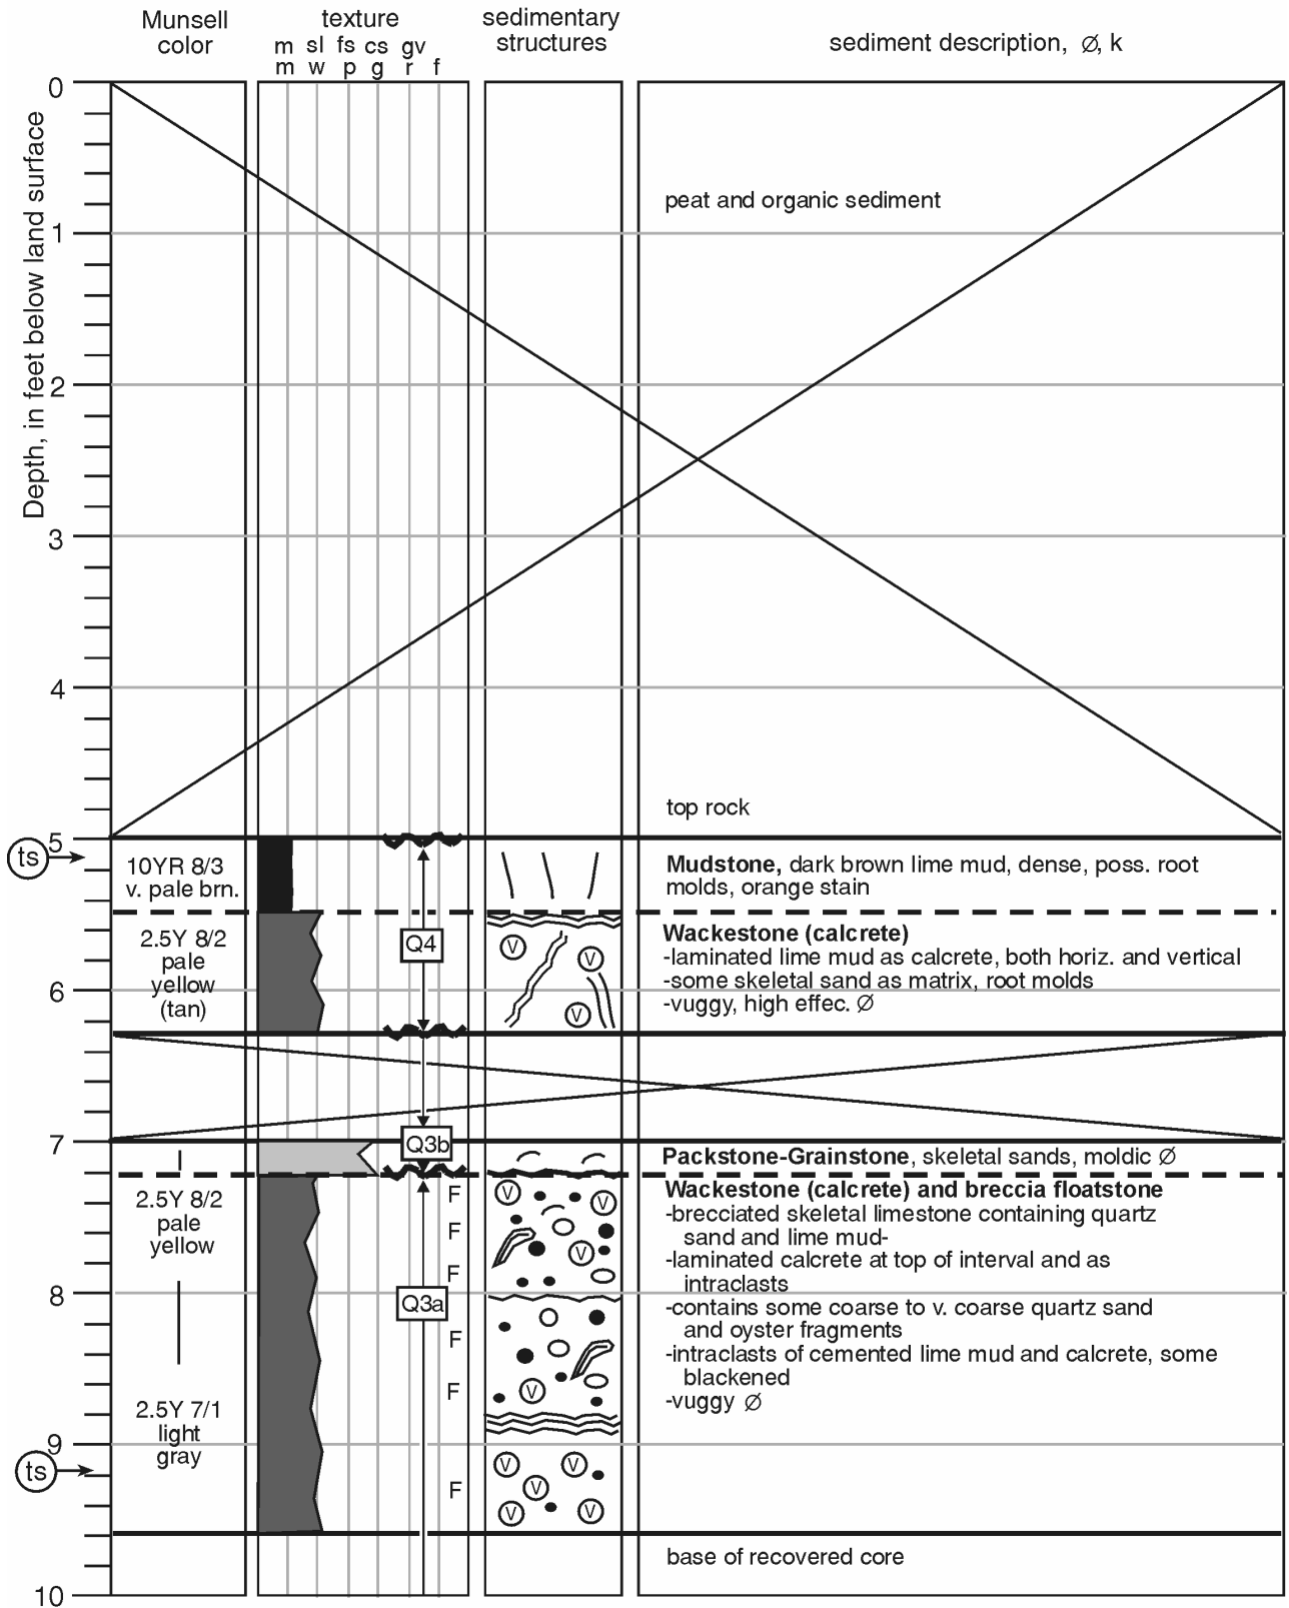 Munsell
color
texture
m sl fs cs gv
m w p g r f
sedimentary
structures
sediment description, Ø, k
Depth, in feet below land surface
0
peat and organic sediment
1
2
3
4
top rock
5
ts
10YR 8/3
v. pale brn.
Mudstone, dark brown lime mud, dense, poss. root
molds, orange stain
2.5Y 8/2
pale
yellow
(tan)
Q4
V
V
V
Wackestone (calcrete)
-laminated lime mud as calcrete, both horiz. and vertical
-some skeletal sand as matrix, root molds
-vuggy, high effec. Ø
6
7
Q3b
Packstone-Grainstone, skeletal sands, moldic Ø
2.5Y 8/2
pale
yellow
F
F
F
Q3a
F
F
V
V
V
V
Wackestone (calcrete) and breccia floatstone
-brecciated skeletal limestone containing quartz
sand and lime mud-
-laminated calcrete at top of interval and as
intraclasts
-contains some coarse to v. coarse quartz sand
and oyster fragments
-intraclasts of cemented lime mud and calcrete, some
blackened
-vuggy Ø
8
2.5Y 7/1
light
gray
9
ts
F
V
V
V
V
V
base of recovered core
10